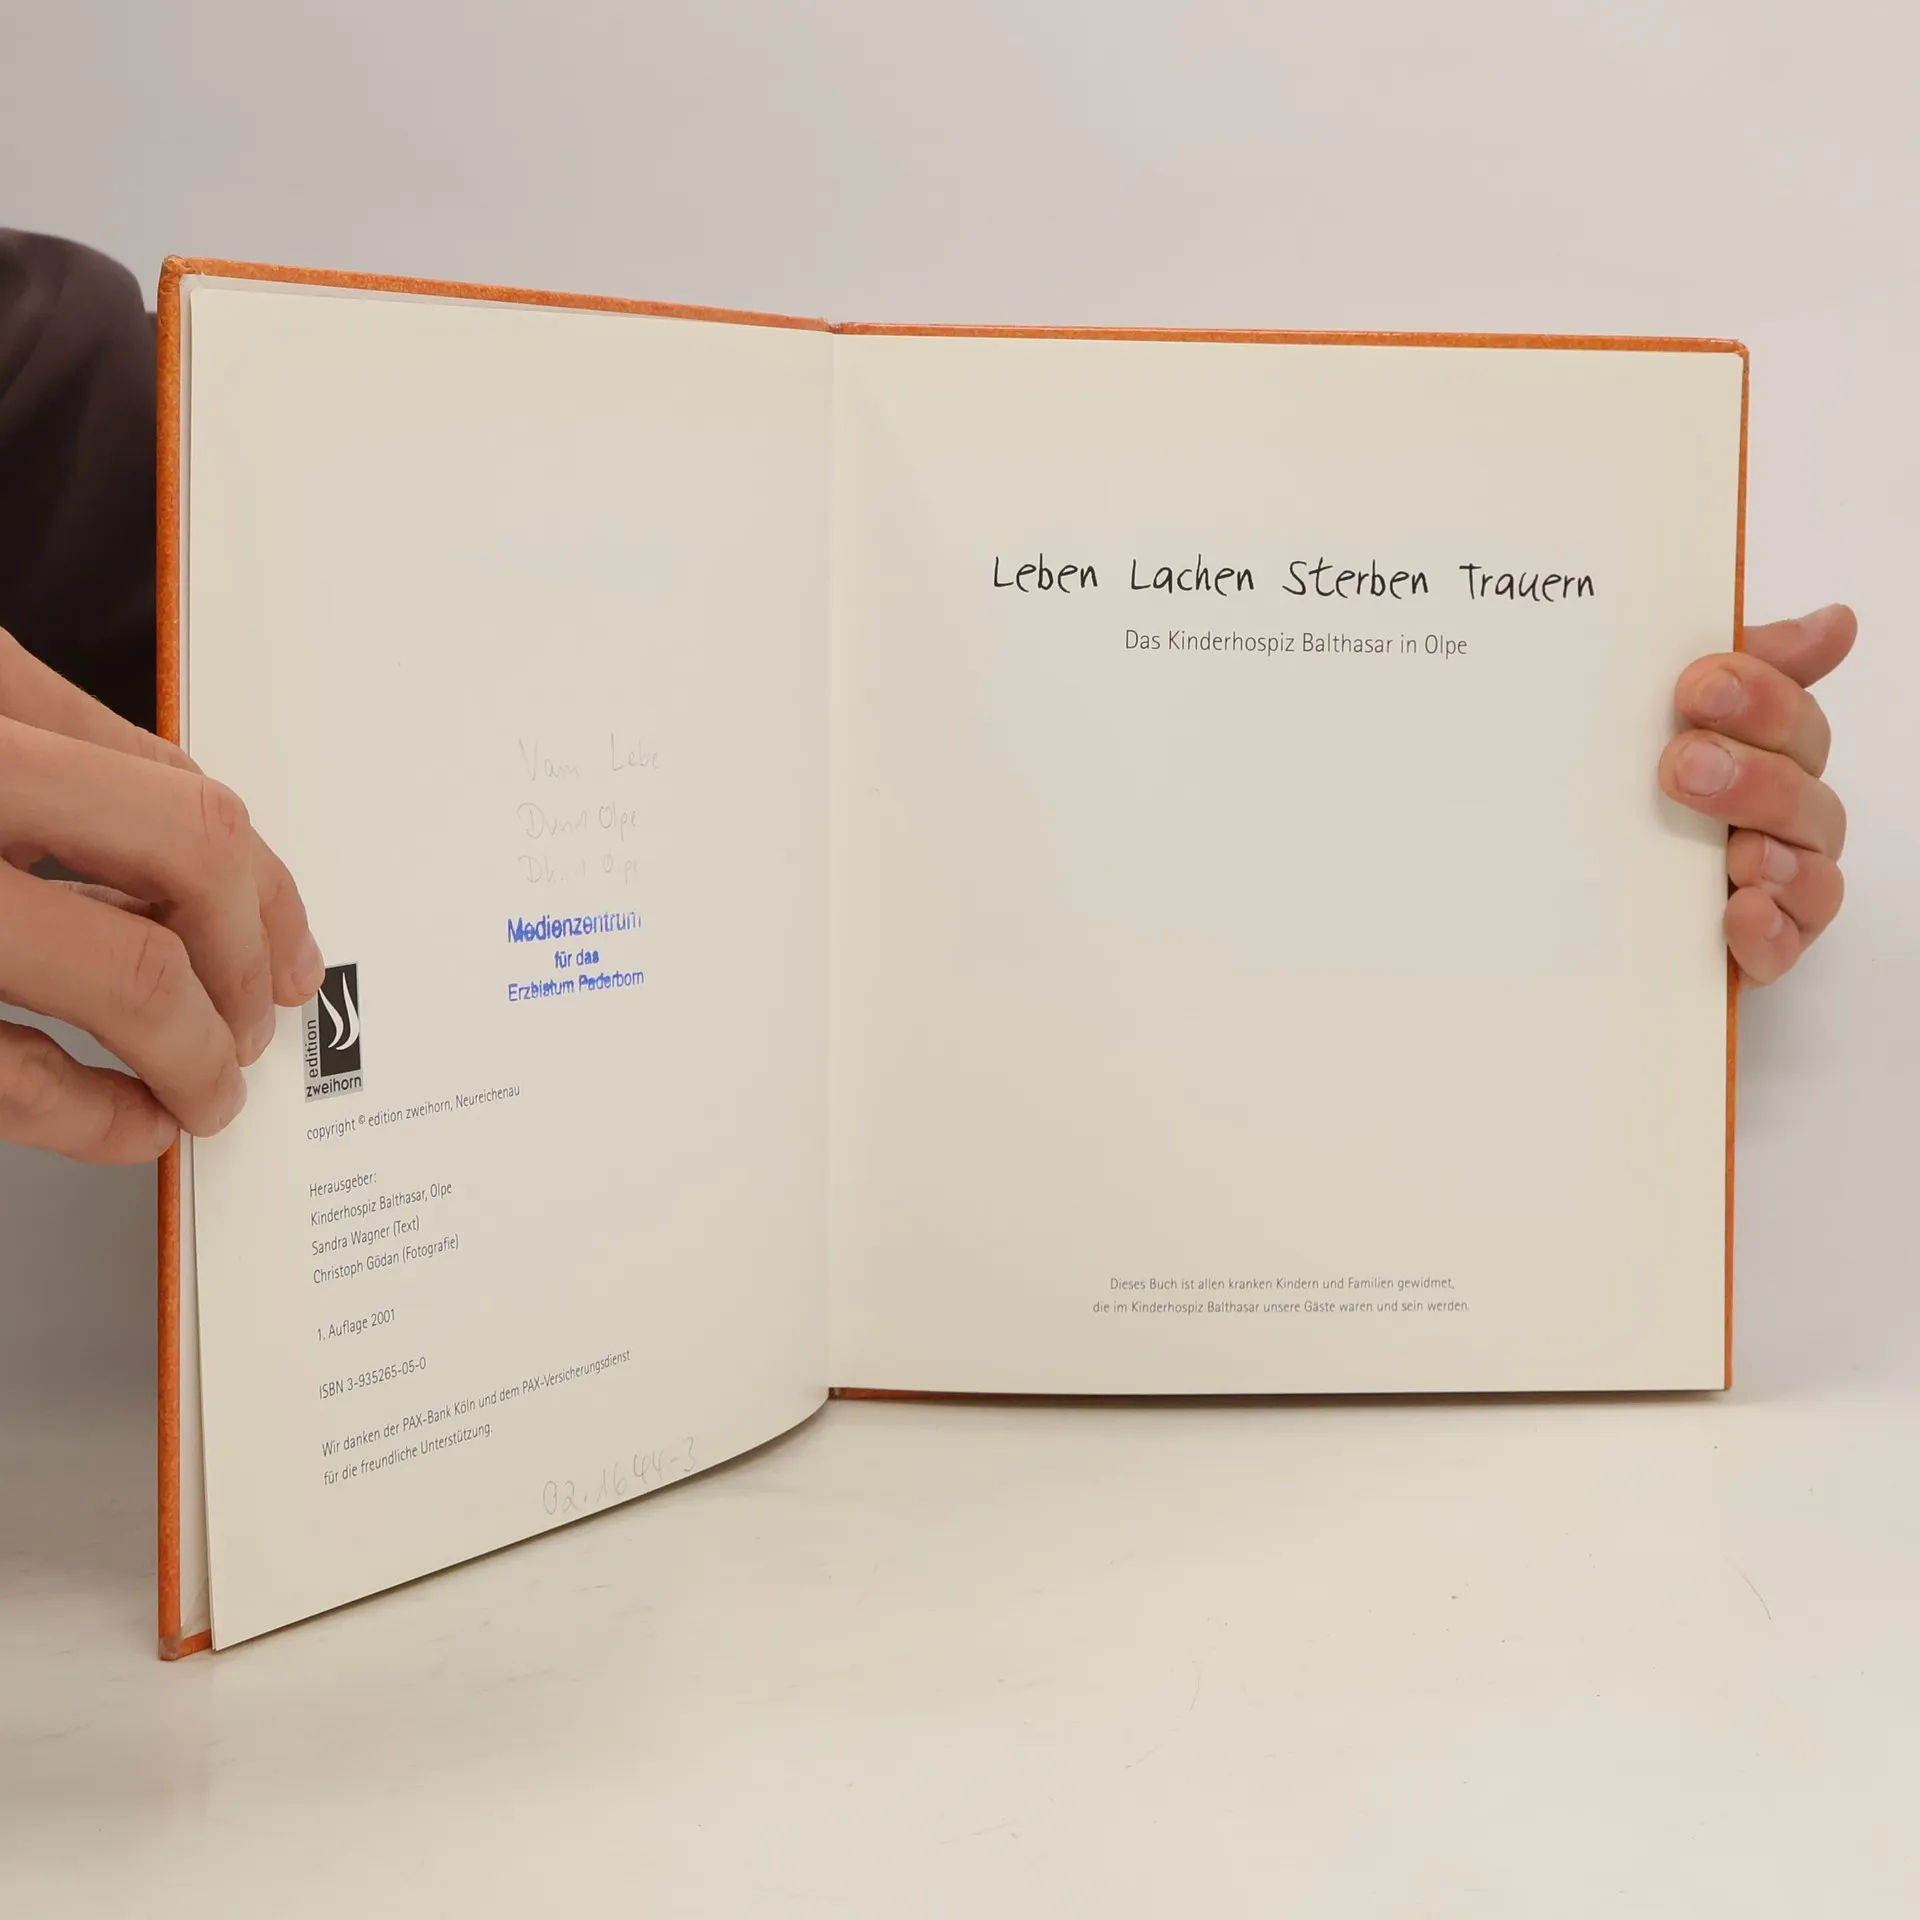 Medienzentrum
für das
Erzbistum Paderborn
edition
zweihorn
copyright © edition zweihorn, Neureichenau
Herausgeber:
Kinderhospiz Balthasar, Olpe
Sandra Wagner (Text)
Christoph Gödan (Fotografie)
1. Auflage 2001
ISBN 3-935265-05-0
Wir danken der PAX-Bank Köln und dem PAX-Versicherungsdienst
für die freundliche Unterstützung.
02.1644-3
Leben Lachen Sterben Trauern
Das Kinderhospiz Balthasar in Olpe
Dieses Buch ist allen kranken Kindern und Familien gewidmet,
die im Kinderhospiz Balthasar unsere Gäste waren und sein werden.